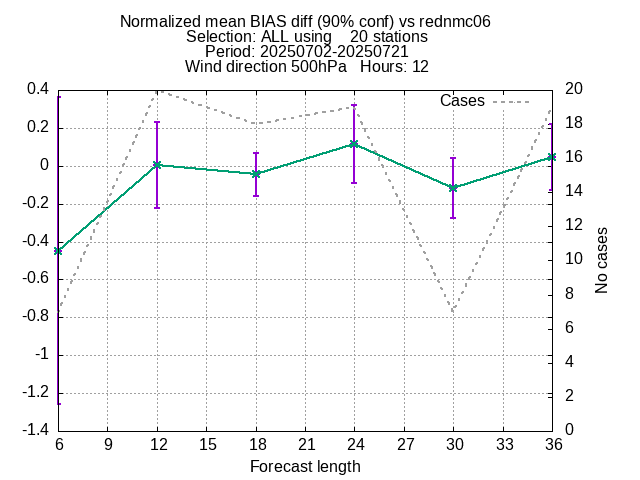 Normalized mean BIAS diff (90% conf) vs rednmc06
Selection: ALL using    20 stations
Period: 20250702-20250721
Wind direction 500hPa   Hours: 12
Cases
0.4
0.2
0
-0.2
-0.4
-0.6
-0.8
-1
-1.2
-1.4
20
18
16
14
12
10
8
6
4
2
0
No cases
6 9 12 15 18 21 24 27 30 33 36
Forecast length